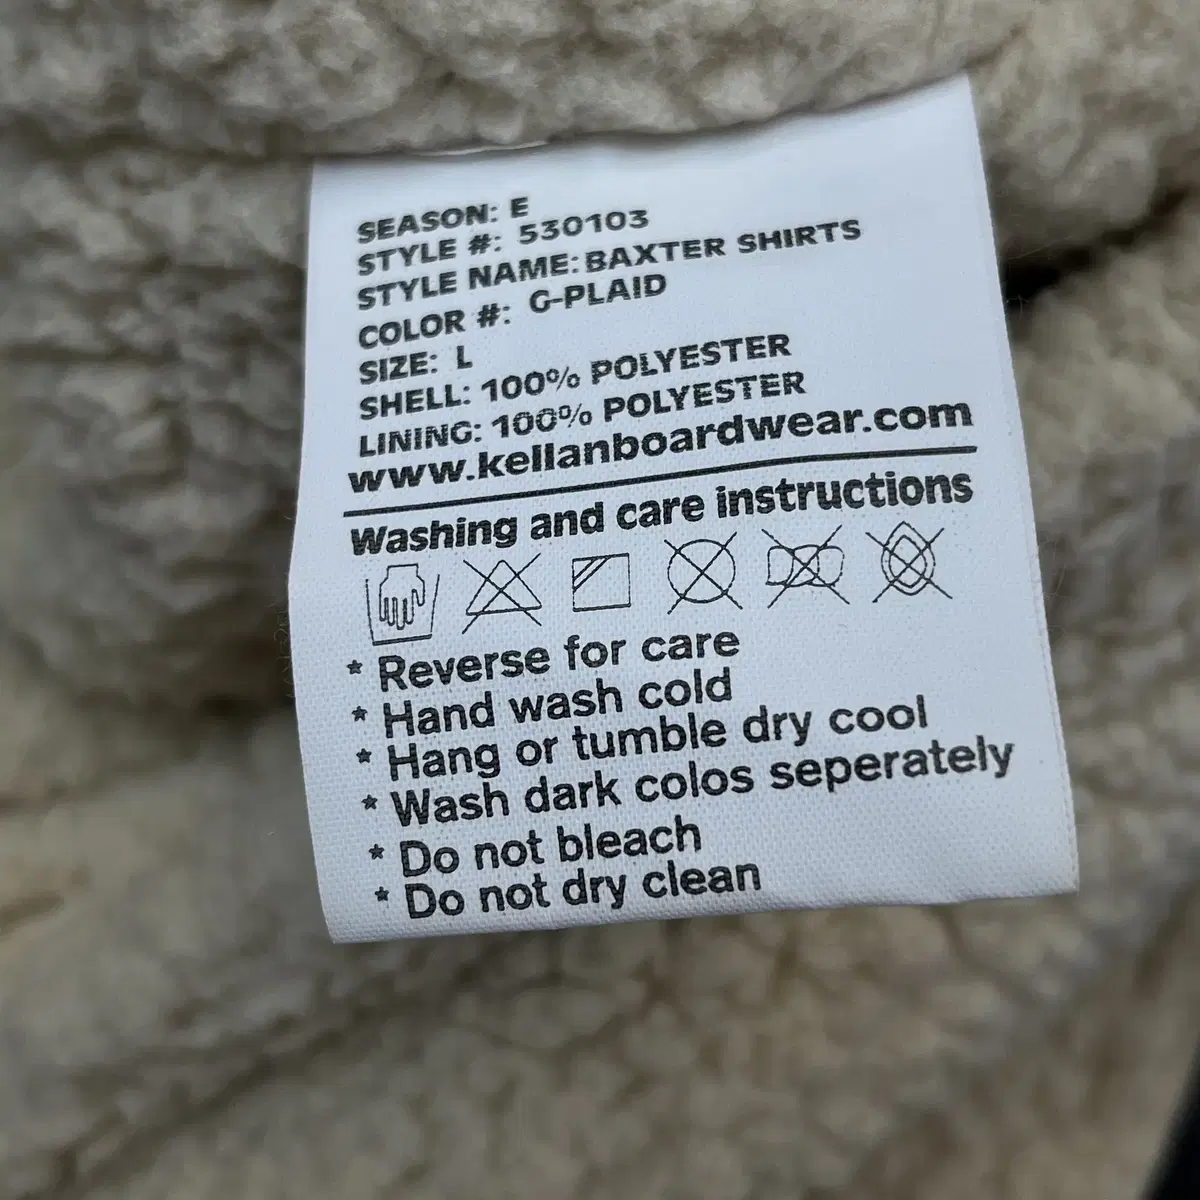 SEASON: E
STYLE #: 530103
STYLE NAME: BAXTER SHIRTS
COLOR #: G-PLAID
SIZE: L
SHELL: 100% POLYESTER
LINING: 100% POLYESTER
www.kellanboardwear.com
Washing and care instructions
* Reverse for care
* Hand wash cold
* Hang or tumble dry cool
* Wash dark colos seperately
* Do not bleach
* Do not dry clean